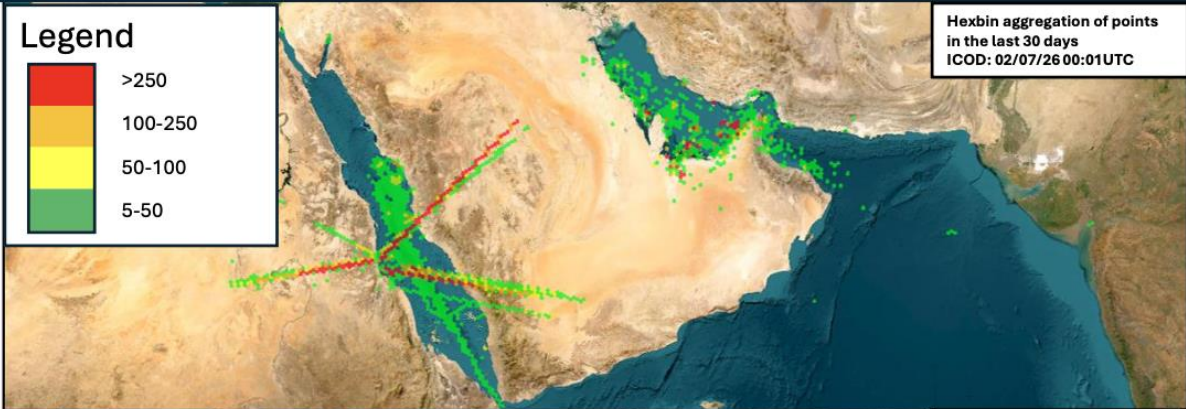 Legend
>250
100-250
50-100
5-50
Hexbin aggregation of points
in the last 30 days
ICOD: 02/07/26 00:01UTC